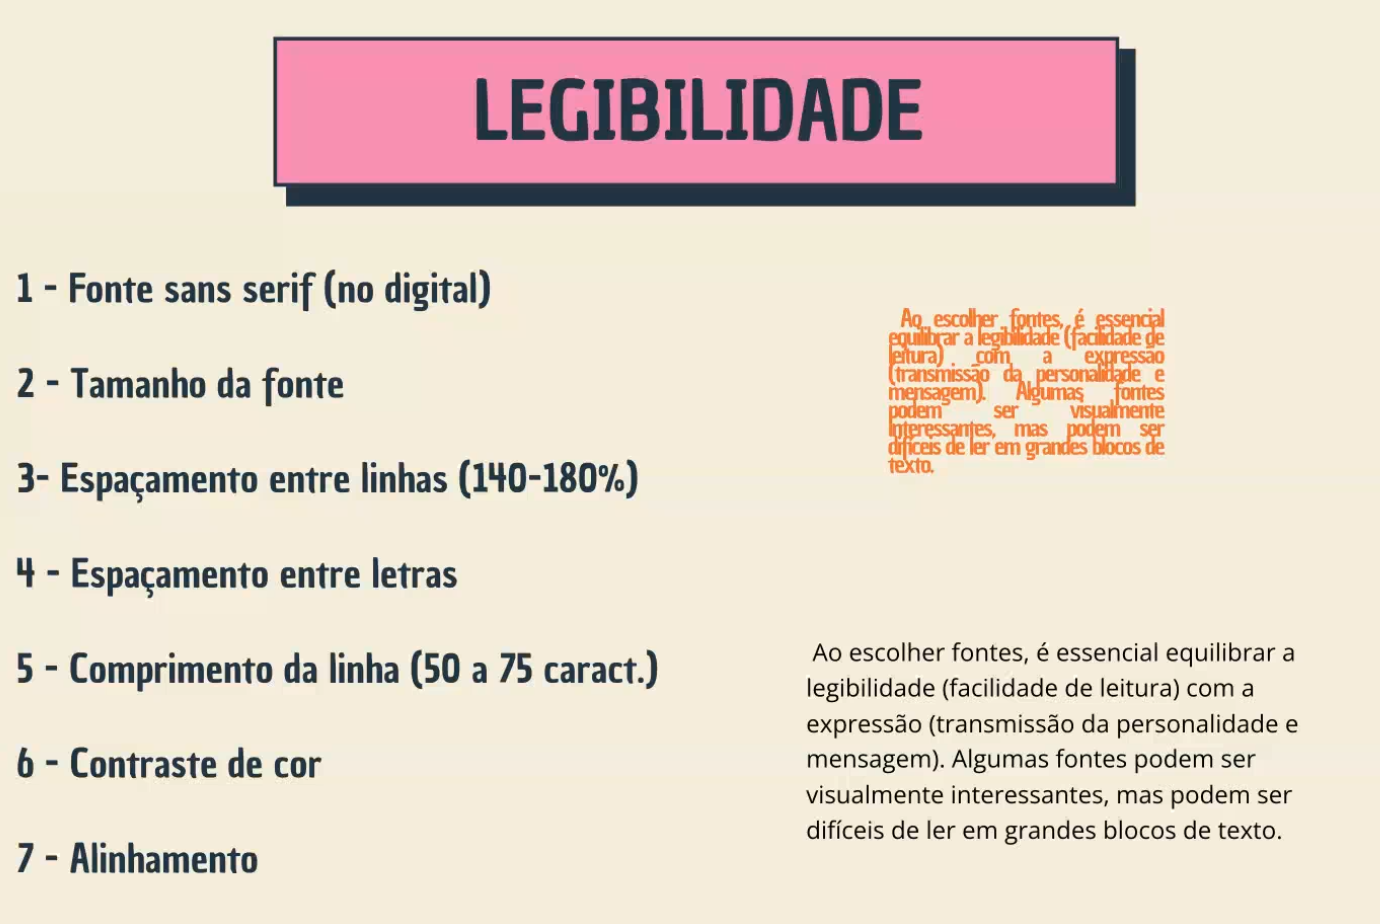 LEGIBILIDADE
1 - Fonte sans serif (no digital)
2 - Tamanho da fonte
3- Espaçamento entre linhas (140-180%)
4 - Espaçamento entre letras
5 - Comprimento da linha (50 a 75 caract.)
6 - Contraste de cor
7 - Alinhamento
Ao escolher fontes, é essencial
equilibrar a legibilidade (facilidade de
leitura) com a expressão
(transmissão da personalidade e
mensagem). Algumas fontes
podem ser visualmente
interessantes, mas podem ser
difíceis de ler em grandes blocos de
texto.
Ao escolher fontes, é essencial equilibrar a
legibilidade (facilidade de leitura) com a
expressão (transmissão da personalidade e
mensagem). Algumas fontes podem ser
visualmente interessantes, mas podem ser
difíceis de ler em grandes blocos de texto.